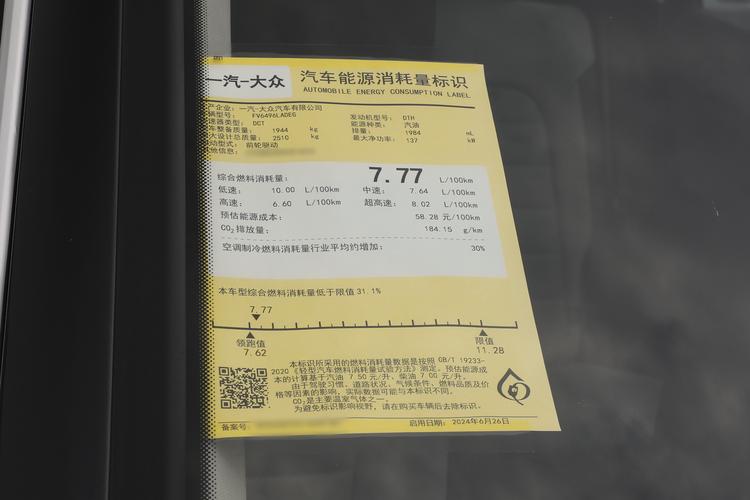 一汽-大众
汽车能源消耗量标识
AUTOMOBILE ENERGY CONSUMPTION LABEL
产企业: 一汽-大众汽车有限公司
辆型号: FV6496LADEG 发动机型号: DTH
速器类型: DCT 能源种类: 汽油
车整备质量: 1944 kg 排量: 1984 mL
大设计总质量: 2510 kg 最大净功率: 137 kW
动型式: 前轮驱动
他信息:
综合燃料消耗量: 7.77 L/100km
低速: 10.00 L/100km 中速: 7.64 L/100km
高速: 6.60 L/100km 超高速: 8.02 L/100km
预估能源成本: 58.28 元/100km
CO₂排放量: 184.15 g/km
空调制冷燃料消耗量行业平均约增加: 30%
本车型综合燃料消耗量低于限值31.1%
7.77
领跑值 限值
7.62 11.28
本标识所采用的燃料消耗量数据是按照 GB/T 19233-
2020《轻型汽车燃料消耗量试验方法》测定。预估能源成
本的计算基于汽油 7.50 元/升、柴油 7.00 元/升。
由于驾驶习惯、道路状况、气候条件、燃料品质及价
格等因素的影响，实际数据可能与本标识不同。
CO₂是主要温室气体之一。
为避免标识影响视野，请在购买车辆后去除标识。
备案号: 启用日期: 2024年6月26日